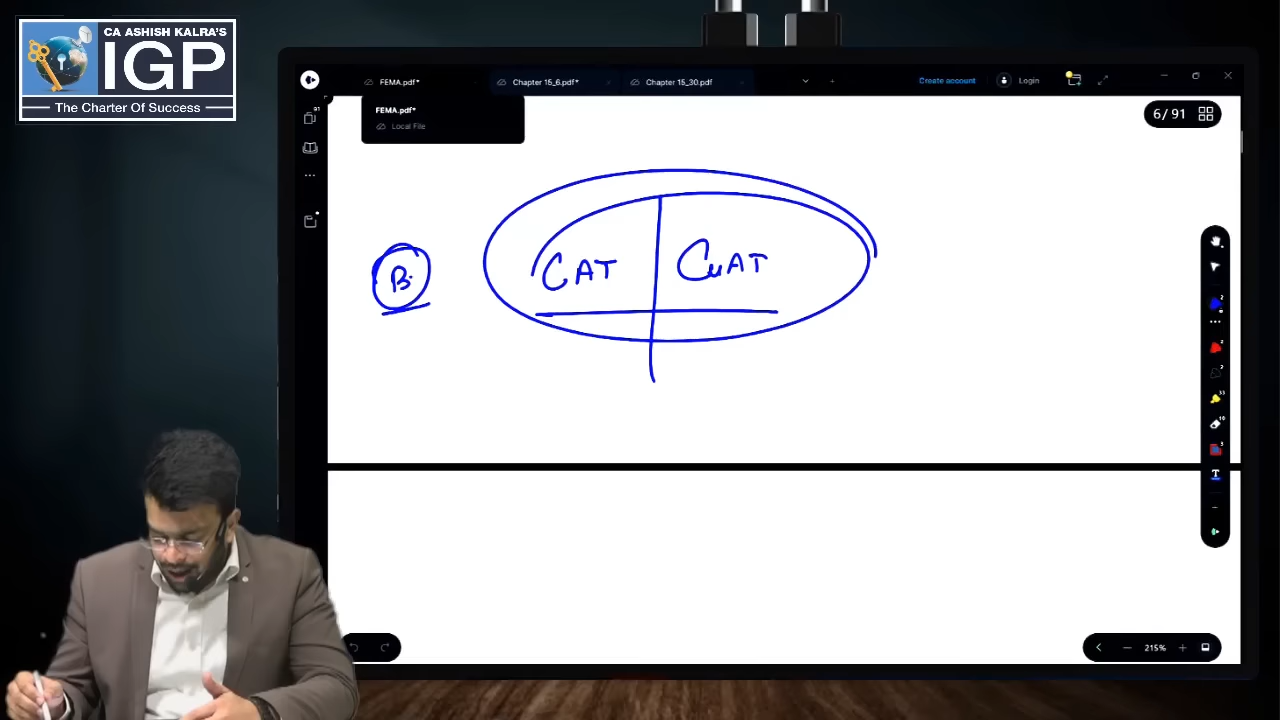 CA ASHISH KALRA'S
IGP
The Charter Of Success
FEMA.pdf*
Chapter 15_6.pdf*
Chapter 15_30.pdf
Create account
Login
FEMA.pdf*
Local File
91
6/ 91
B.
CAT
CuAT
215%